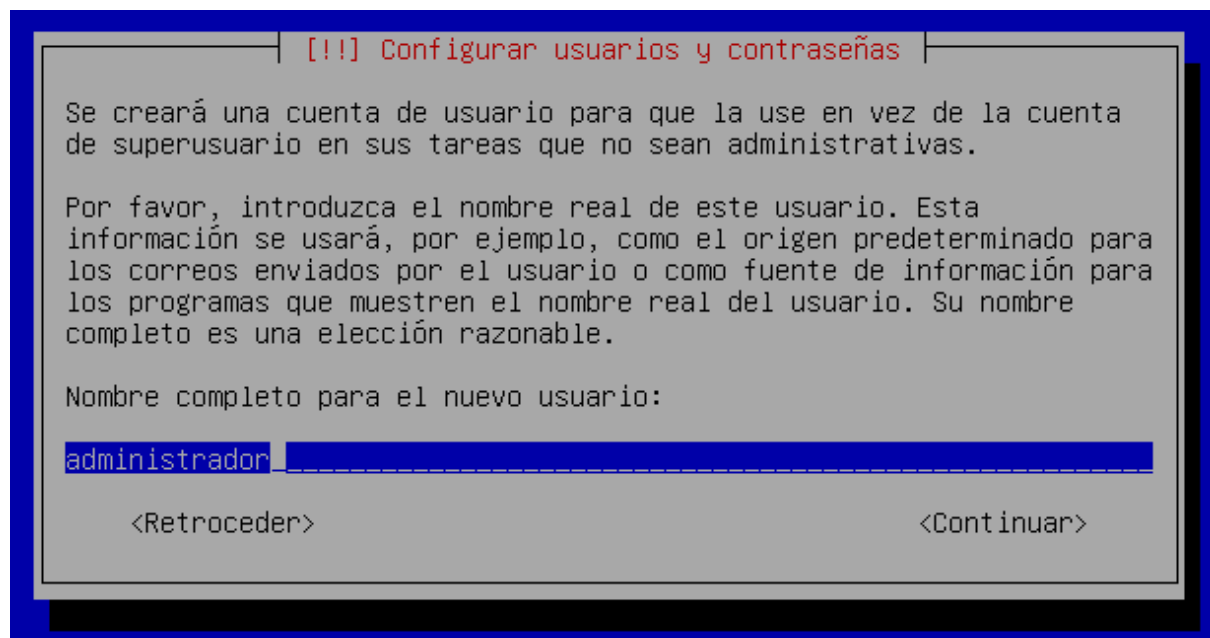 [!!] Configurar usuarios y contraseñas
Se creará una cuenta de usuario para que la use en vez de la cuenta
de superusuario en sus tareas que no sean administrativas.
Por favor, introduzca el nombre real de este usuario. Esta
información se usará, por ejemplo, como el origen predeterminado para
los correos enviados por el usuario o como fuente de información para
los programas que muestren el nombre real del usuario. Su nombre
completo es una elección razonable.
Nombre completo para el nuevo usuario:
administrador
<Retroceder> <Continuar>